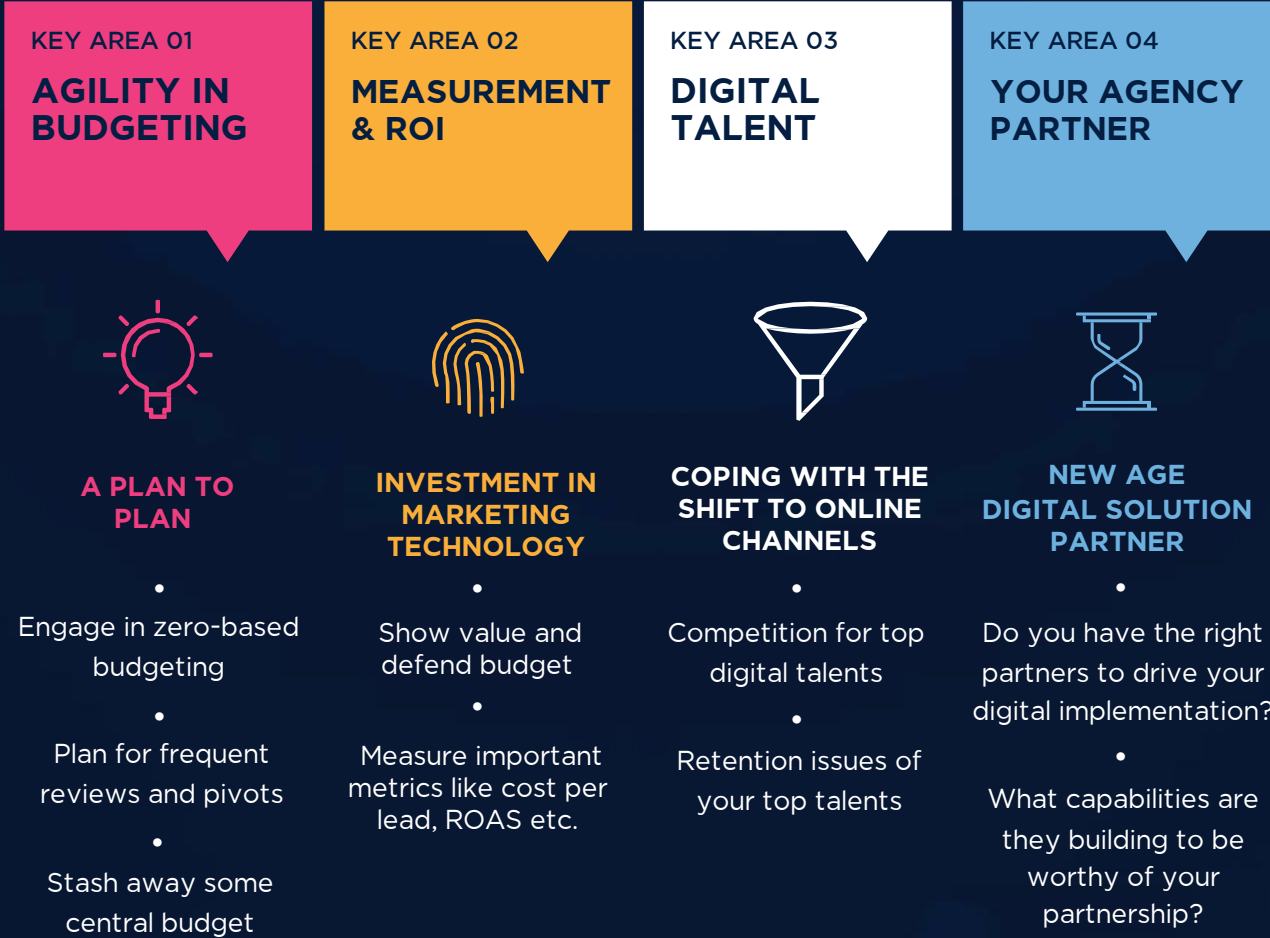 KEY AREA 01
AGILITY IN
BUDGETING
A PLAN TO
PLAN
•
Engage in zero-based
budgeting
•
Plan for frequent
reviews and pivots
•
Stash away some
central budget
KEY AREA 02
MEASUREMENT
& ROI
INVESTMENT IN
MARKETING
TECHNOLOGY
•
Show value and
defend budget
•
Measure important
metrics like cost per
lead, ROAS etc.
KEY AREA 03
DIGITAL
TALENT
COPING WITH THE
SHIFT TO ONLINE
CHANNELS
•
Competition for top
digital talents
•
Retention issues of
your top talents
KEY AREA 04
YOUR AGENCY
PARTNER
NEW AGE
DIGITAL SOLUTION
PARTNER
•
Do you have the right
partners to drive your
digital implementation?
•
What capabilities are
they building to be
worthy of your
partnership?